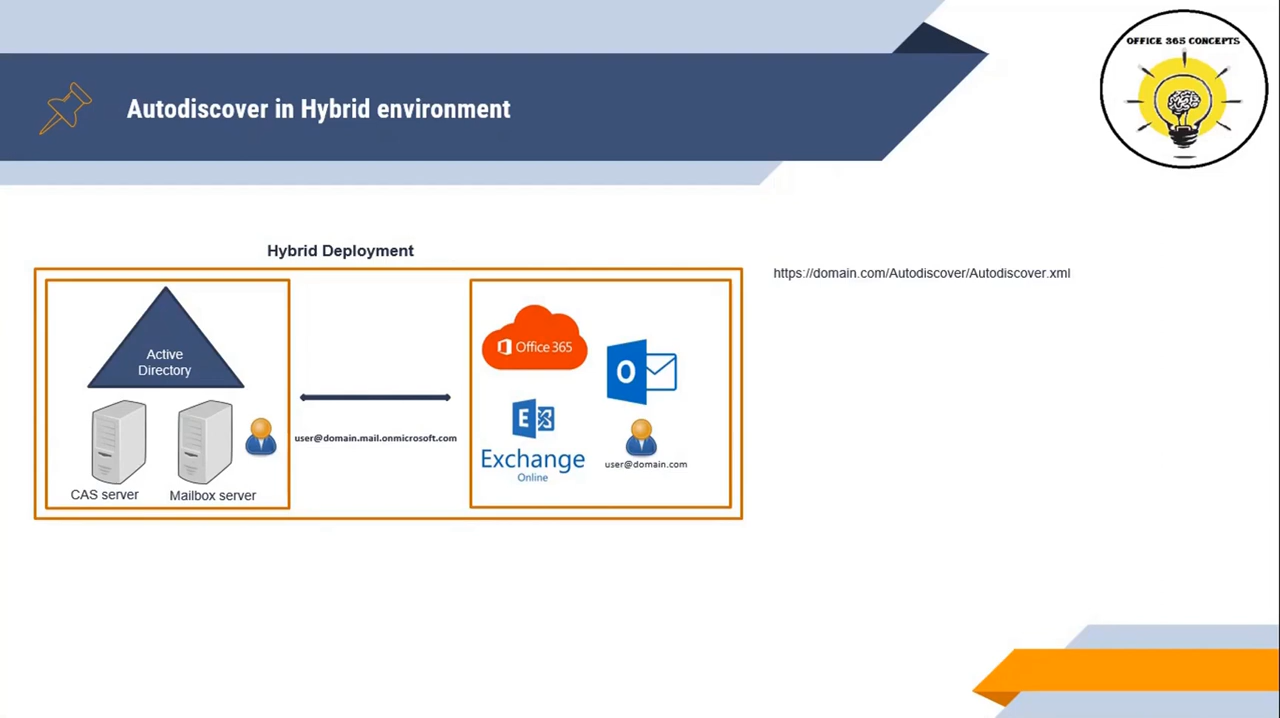 OFFICE 365 CONCEPTS
Autodiscover in Hybrid environment
Hybrid Deployment
https://domain.com/Autodiscover/Autodiscover.xml
Active
Directory
CAS server
Mailbox server
user@domain.mail.onmicrosoft.com
Office 365
O
E
Exchange
Online
user@domain.com